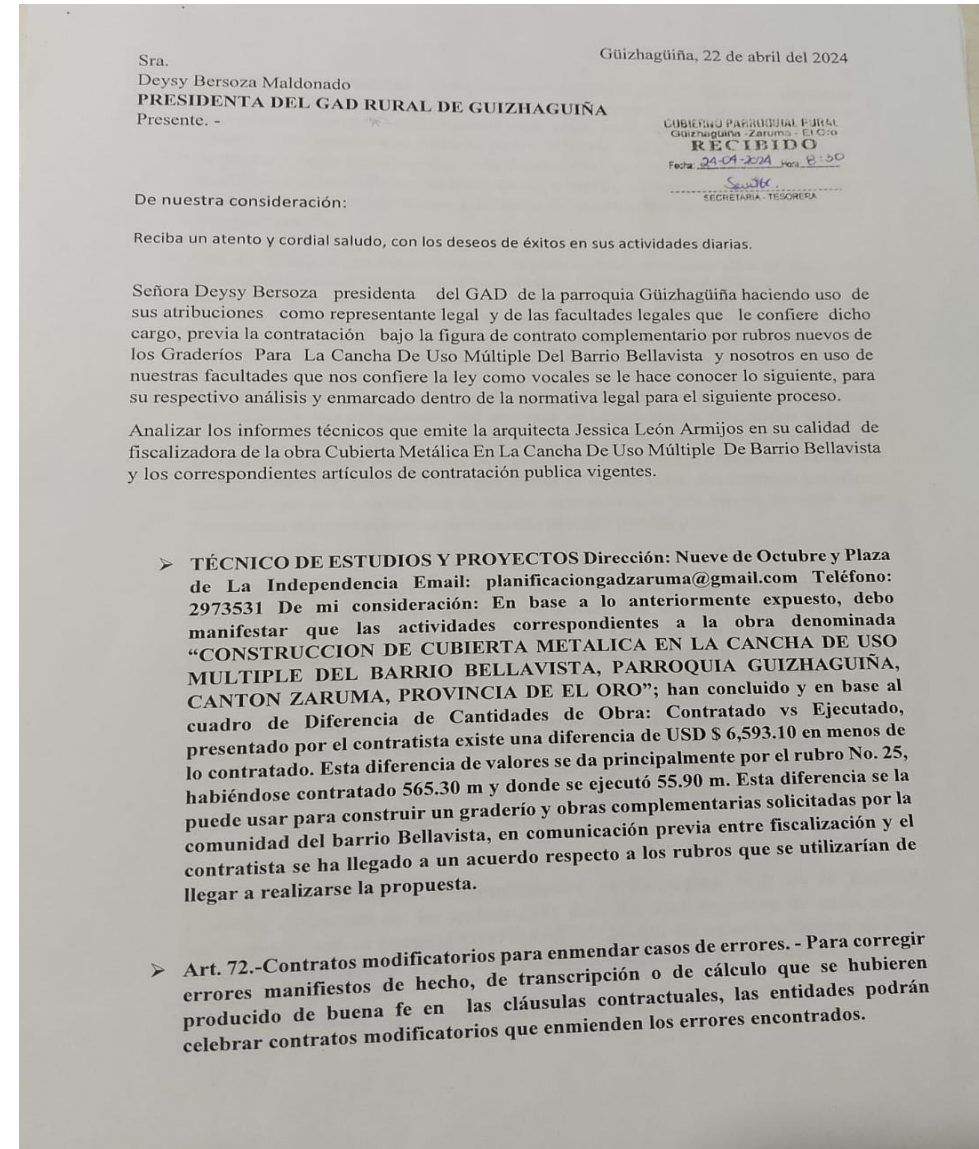 Güizhagüiña, 22 de abril del 2024
Sra.
Deysy Bersoza Maldonado
PRESIDENTA DEL GAD RURAL DE GUIZHAGUIÑA
Presente. -
GOBIERNO PARROQUIAL RURAL
Güizhagüiña -Zaruma - El Oro
RECIBIDO
Fecha: 24-04-2024 Hora 8:30
SECRETARIA - TESORERA
De nuestra consideración:
Reciba un atento y cordial saludo, con los deseos de éxitos en sus actividades diarias.
Señora Deysy Bersoza presidenta del GAD de la parroquia Güizhagüiña haciendo uso de
sus atribuciones como representante legal y de las facultades legales que le confiere dicho
cargo, previa la contratación bajo la figura de contrato complementario por rubros nuevos de
los Graderíos Para La Cancha De Uso Múltiple Del Barrio Bellavista y nosotros en uso de
nuestras facultades que nos confiere la ley como vocales se le hace conocer lo siguiente, para
su respectivo análisis y enmarcado dentro de la normativa legal para el siguiente proceso.
Analizar los informes técnicos que emite la arquitecta Jessica León Armijos en su calidad de
fiscalizadora de la obra Cubierta Metálica En La Cancha De Uso Múltiple De Barrio Bellavista
y los correspondientes artículos de contratación publica vigentes.
➢ TÉCNICO DE ESTUDIOS Y PROYECTOS Dirección: Nueve de Octubre y Plaza
de La Independencia Email: planificaciongadzaruma@gmail.com Teléfono:
2973531 De mi consideración: En base a lo anteriormente expuesto, debo
manifestar que las actividades correspondientes a la obra denominada
“CONSTRUCCION DE CUBIERTA METALICA EN LA CANCHA DE USO
MULTIPLE DEL BARRIO BELLAVISTA, PARROQUIA GUIZHAGUIÑA,
CANTON ZARUMA, PROVINCIA DE EL ORO”; han concluido y en base al
cuadro de Diferencia de Cantidades de Obra: Contratado vs Ejecutado,
presentado por el contratista existe una diferencia de USD $ 6,593.10 en menos de
lo contratado. Esta diferencia de valores se da principalmente por el rubro No. 25,
habiéndose contratado 565.30 m y donde se ejecutó 55.90 m. Esta diferencia se la
puede usar para construir un graderío y obras complementarias solicitadas por la
comunidad del barrio Bellavista, en comunicación previa entre fiscalización y el
contratista se ha llegado a un acuerdo respecto a los rubros que se utilizarían de
llegar a realizarse la propuesta.
➢ Art. 72.-Contratos modificatorios para enmendar casos de errores. - Para corregir
errores manifiestos de hecho, de transcripción o de cálculo que se hubieren
producido de buena fe en las cláusulas contractuales, las entidades podrán
celebrar contratos modificatorios que enmienden los errores encontrados.